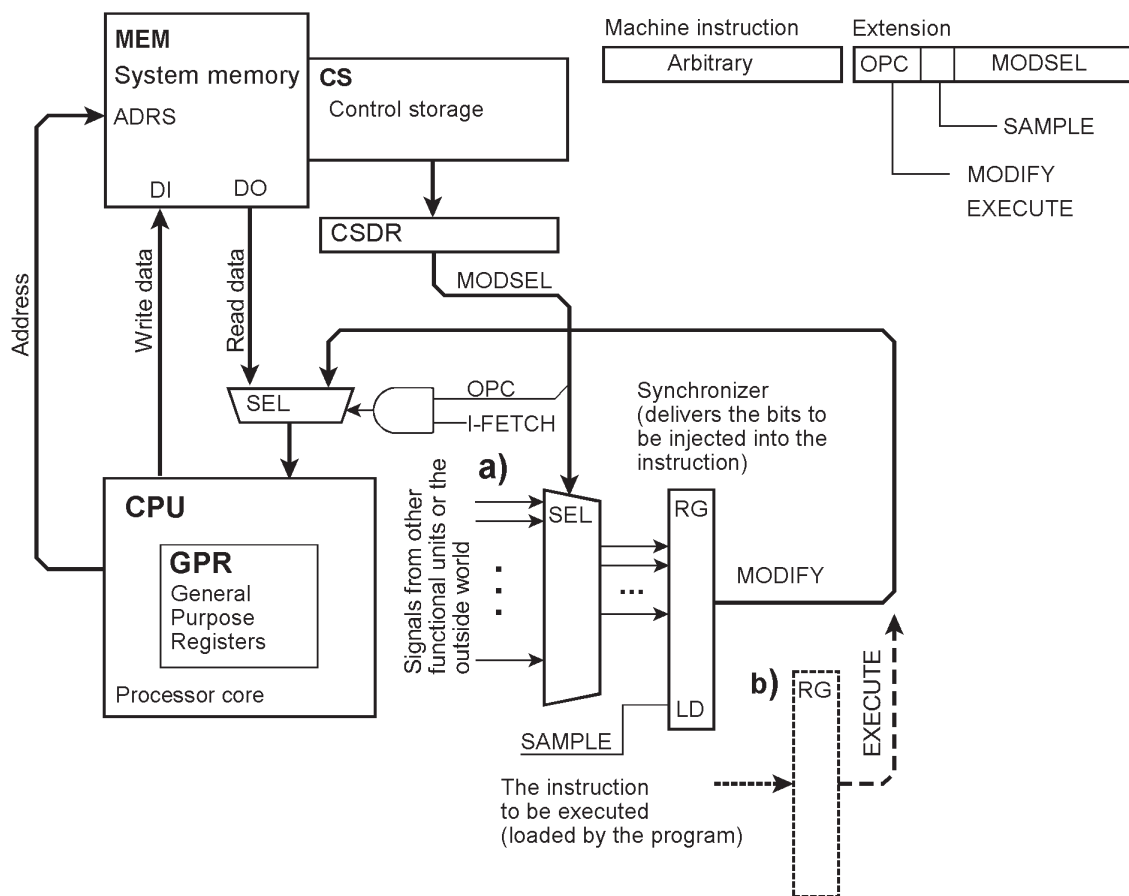 Machine instruction
Extension
Arbitrary
OPC
MODSEL
SAMPLE
MODIFY
EXECUTE
MEM
System memory
ADRS
DI
DO
CS
Control storage
CSDR
MODSEL
Address
Write data
Read data
SEL
OPC
I-FETCH
Synchronizer
(delivers the bits to
be injected into the
instruction)
CPU
GPR
General
Purpose
Registers
Processor core
a)
Signals from other
functional units or the
outside world
SEL
...
RG
LD
MODIFY
SAMPLE
b)
RG
EXECUTE
The instruction
to be executed
(loaded by the program)